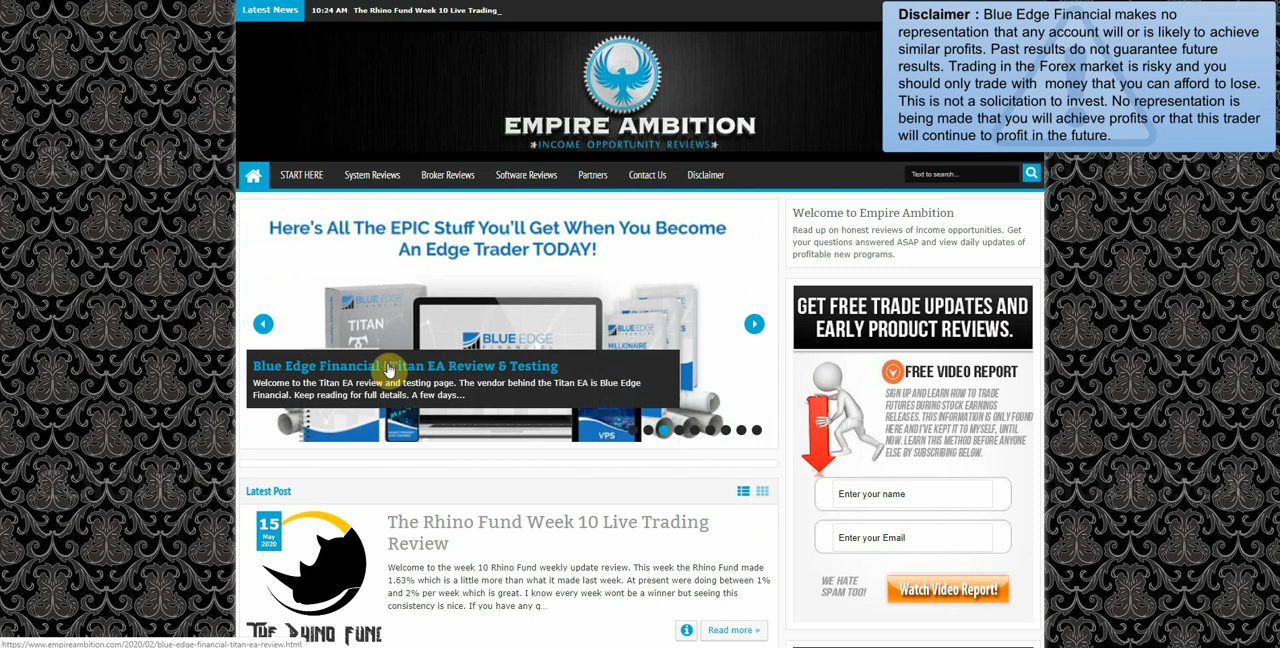 Latest News
10:24 AM The Rhino Fund Week 10 Live Trading_
Disclaimer : Blue Edge Financial makes no
representation that any account will or is likely to achieve
similar profits. Past results do not guarantee future
results. Trading in the Forex market is risky and you
should only trade with money that you can afford to lose.
This is not a solicitation to invest. No representation is
being made that you will achieve profits or that this trader
will continue to profit in the future.
EMPIRE AMBITION
INCOME OPPORTUNITY REVIEWS
START HERE
System Reviews
Broker Reviews
Software Reviews
Partners
Contact Us
Disclaimer
Text to search...
Here's All The EPIC Stuff You'll Get When You Become
An Edge Trader TODAY!
TITAN
BLUE EDGE
FINANCIAL
BLUE EDGE
MILLIONAIRE
Blue Edge Financial Titan EA Review & Testing
Welcome to the Titan EA review and testing page. The vendor behind the Titan EA is Blue Edge
Financial. Keep reading for full details. A few days...
VPS
Welcome to Empire Ambition
Read up on honest reviews of income opportunities. Get
your questions answered ASAP and view daily updates of
profitable new programs.
GET FREE TRADE UPDATES AND
EARLY PRODUCT REVIEWS.
FREE VIDEO REPORT
SIGN UP AND LEARN HOW TO TRADE
FUTURES DURING STOCK EARNINGS
RELEASES. THIS INFORMATION IS ONLY FOUND
HERE AND I'VE KEPT IT TO MYSELF, UNTIL
NOW. LEARN THIS METHOD BEFORE ANYONE
ELSE BY SUBSCRIBING BELOW.
Enter your name
Enter your Email
WE HATE
SPAM TOO!
Watch Video Report!
Latest Post
15
May
2020
The Rhino Fund Week 10 Live Trading
Review
Welcome to the week 10 Rhino Fund weekly update review. This week the Rhino Fund made
1.63% which is a little more than what it made last week. At present were doing between 1%
and 2% per week which is great. I know every week wont be a winner but seeing this
consistency is nice. If you have any q...
THE RHINO FUND
Read more »
https://www.empireambition.com/2020/02/blue-edge-financial-titan-ea-review.html